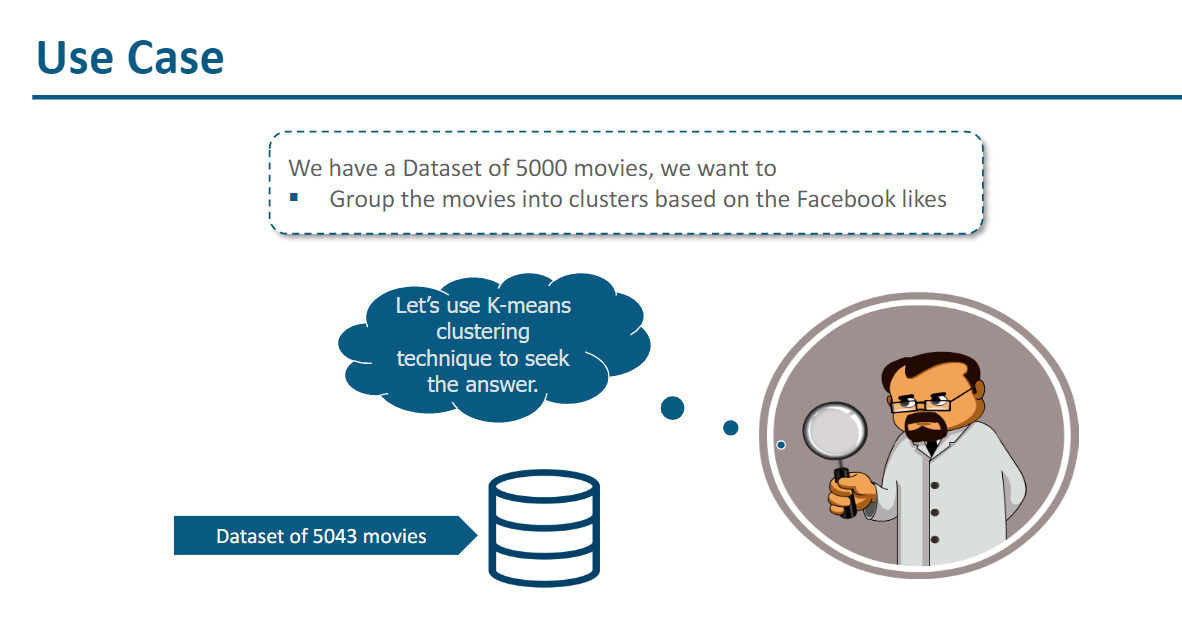 Use Case
We have a Dataset of 5000 movies, we want to
▪ Group the movies into clusters based on the Facebook likes
Let’s use K-means
clustering
technique to seek
the answer.
Dataset of 5043 movies